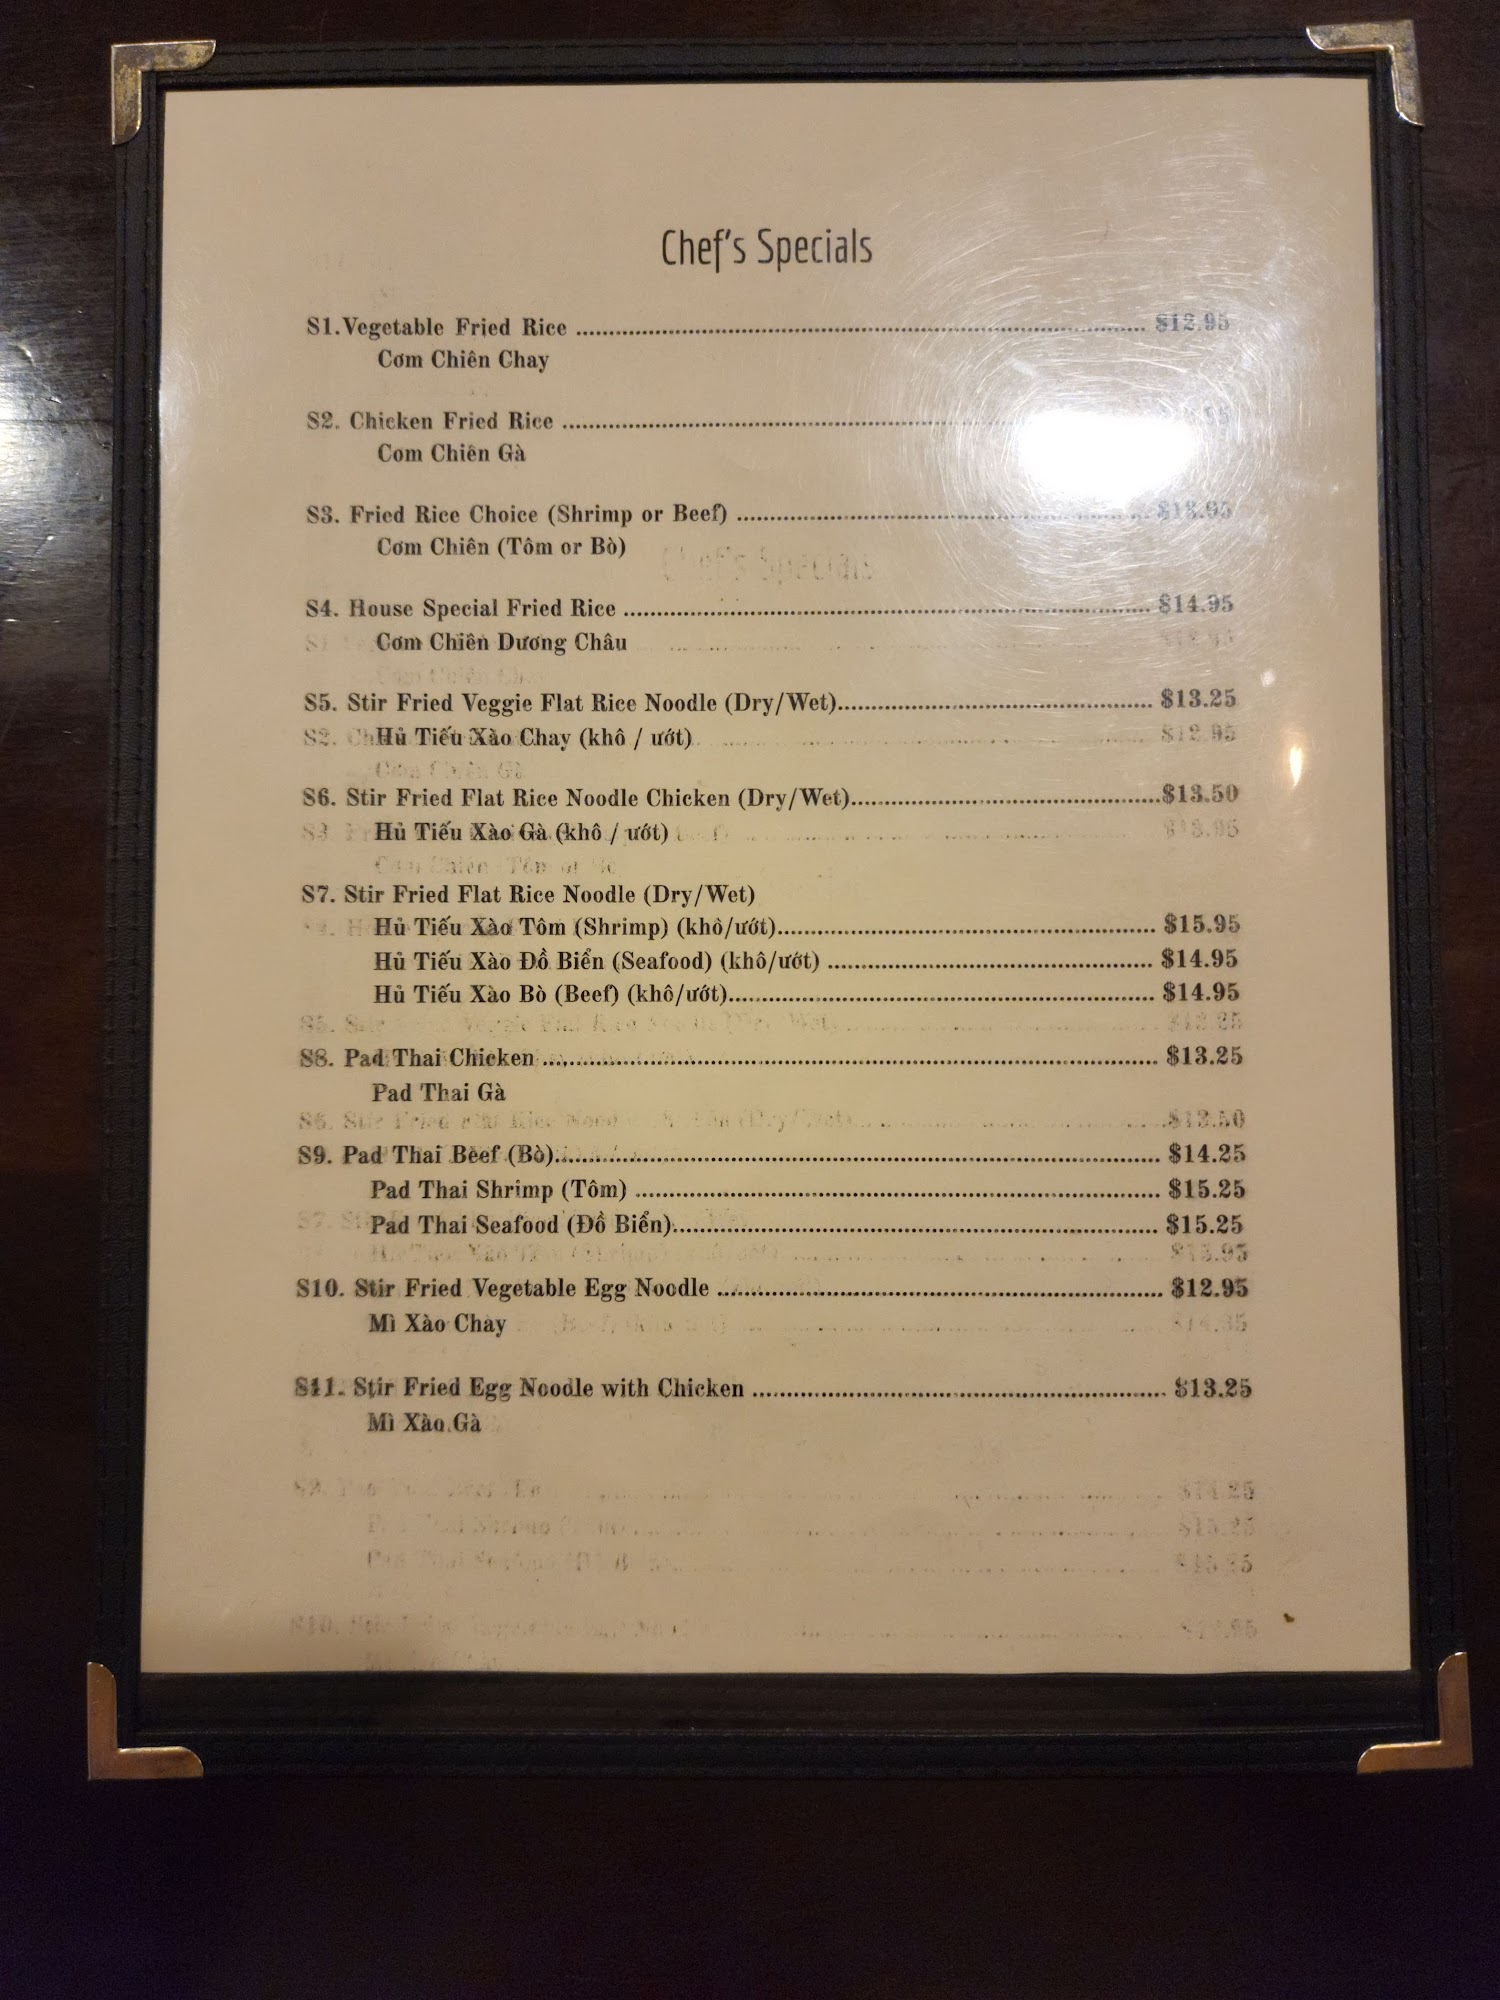 Chef's Specials
S1.Vegetable Fried Rice ........ $12.95
Cơm Chiên Chay
S2. Chicken Fried Rice ........
Com Chiên Gà
S3. Fried Rice Choice (Shrimp or Beef) ........ $13.95
Cơm Chiên (Tôm or Bò)
S4. House Special Fried Rice ........ $14.95
Cơm Chiên Dương Châu
S5. Stir Fried Veggie Flat Rice Noodle (Dry/Wet)........ $13.25
Hủ Tiếu Xào Chay (khô / ướt)
S6. Stir Fried Flat Rice Noodle Chicken (Dry/Wet)........$13.50
Hủ Tiếu Xào Gà (khô / ướt)
S7. Stir Fried Flat Rice Noodle (Dry/Wet)
Hủ Tiếu Xào Tôm (Shrimp) (khô/ướt)........ $15.95
Hủ Tiếu Xào Đồ Biển (Seafood) (khô/ướt) ........ $14.95
Hủ Tiếu Xào Bò (Beef) (khô/ướt)........ $14.95
S8. Pad Thai Chicken ........ $13.25
Pad Thai Gà
S9. Pad Thai Beef (Bò)........ $14.25
Pad Thai Shrimp (Tôm) ........ $15.25
Pad Thai Seafood (Đồ Biển)........ $15.25
S10. Stir Fried Vegetable Egg Noodle ........ $12.95
Mì Xào Chay
S11. Stir Fried Egg Noodle with Chicken ........ $13.25
Mì Xào Gà